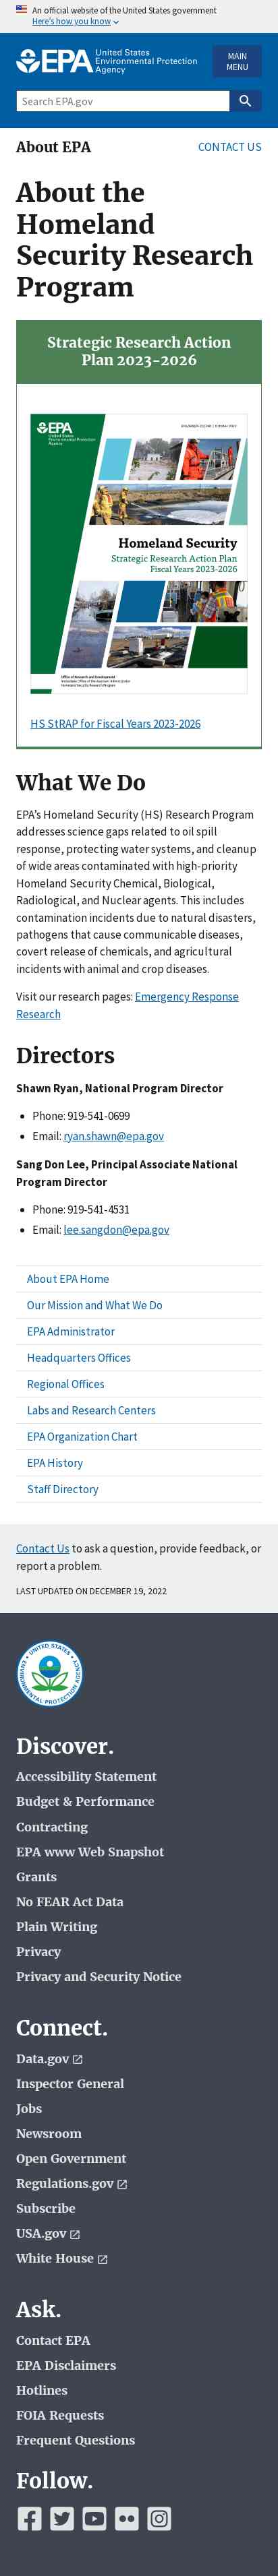 An official website of the United States government
Here's how you know
EPA United States
Environmental Protection
Agency
MAIN
MENU
Search EPA.gov
About EPA
CONTACT US
About the
Homeland
Security Research
Program
Strategic Research Action
Plan 2023-2026
EPA
United States
Environmental Protection
Agency
Homeland Security
Strategic Research Action Plan
Fiscal Years 2023-2026
Office of Research and Development
HS StRAP for Fiscal Years 2023-2026
What We Do
EPA's Homeland Security (HS) Research Program
addresses science gaps related to oil spill
response, protecting water systems, and cleanup of
wide areas contaminated with high-priority
Homeland Security Chemical, Biological,
Radiological, and Nuclear agents. This includes
contamination incidents due to natural disasters,
pathogens that cause communicable diseases,
covert release of chemicals, and agricultural
incidents with animal and crop diseases.
Visit our research pages: Emergency Response
Research
Directors
Shawn Ryan, National Program Director
• Phone: 919-541-0699
• Email: ryan.shawn@epa.gov
Sang Don Lee, Principal Associate National
Program Director
• Phone: 919-541-4531
• Email: lee.sangdon@epa.gov
About EPA Home
Our Mission and What We Do
EPA Administrator
Headquarters Offices
Regional Offices
Labs and Research Centers
EPA Organization Chart
EPA History
Staff Directory
Contact Us to ask a question, provide feedback, or
report a problem.
LAST UPDATED ON DECEMBER 19, 2022
UNITED STATES
ENVIRONMENTAL PROTECTION AGENCY
Discover.
Accessibility Statement
Budget & Performance
Contracting
EPA www Web Snapshot
Grants
No FEAR Act Data
Plain Writing
Privacy
Privacy and Security Notice
Connect.
Data.gov
Inspector General
Jobs
Newsroom
Open Government
Regulations.gov
Subscribe
USA.gov
White House
Ask.
Contact EPA
EPA Disclaimers
Hotlines
FOIA Requests
Frequent Questions
Follow.